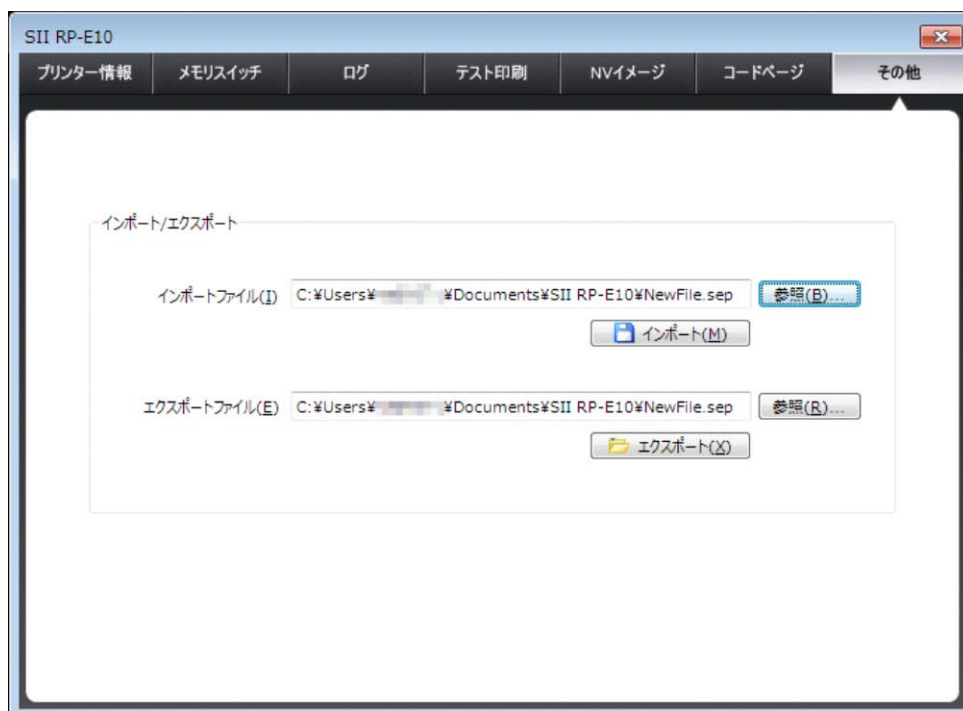 SII RP-E10
プリンター情報 メモリスイッチ ログ テスト印刷 NVイメージ コードページ その他
インポート/エクスポート
インポートファイル(I) C:¥Users¥ ¥Documents¥SII RP-E10¥NewFile.sep 参照(B)...
インポート(M)
エクスポートファイル(E) C:¥Users¥ ¥Documents¥SII RP-E10¥NewFile.sep 参照(R)...
エクスポート(X)